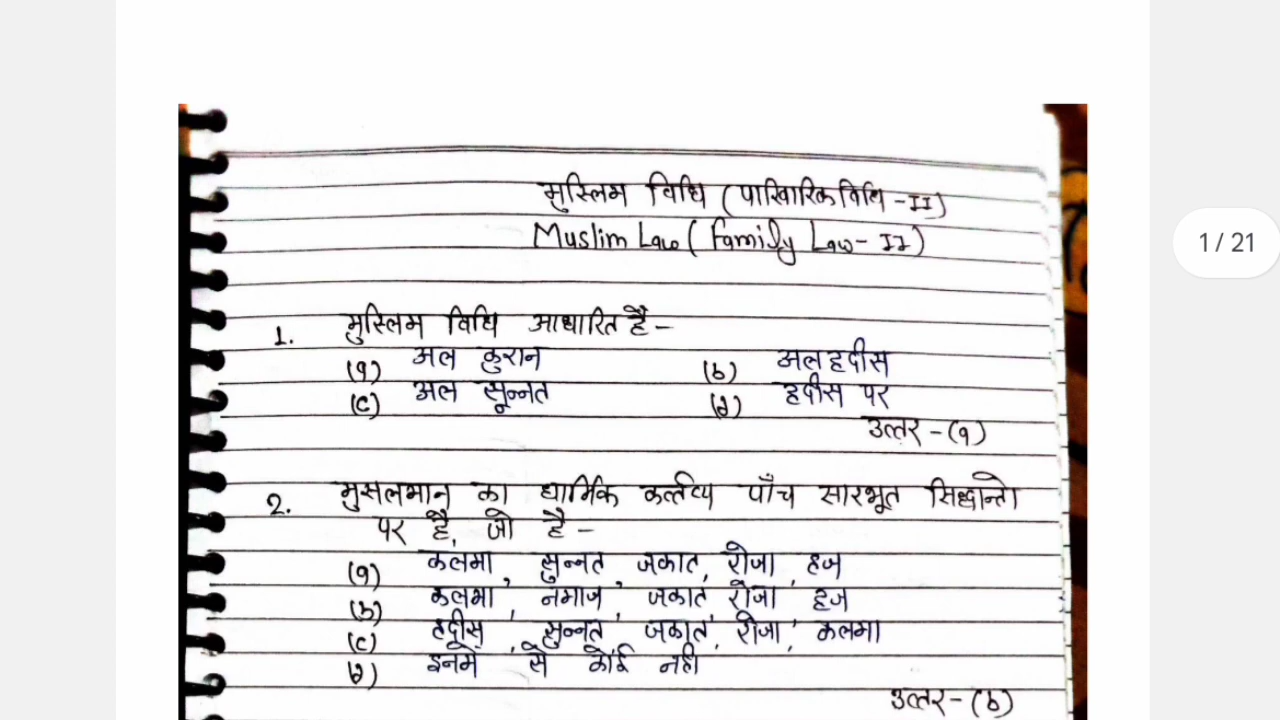 मुस्लिम विधि (पारिवारिक विधि -II)
Muslim Law ( Family Law- II)
1 / 21
1. मुस्लिम विधि आधारित है -
(a) अल कुरान (b) अल हदीस
(c) अल सून्नत (d) हदीस पर
उत्तर - (a)
2. मुसलमान का धार्मिक कर्त्तव्य पाँच सारभूत सिद्धान्तो
पर है, जो है -
(a) कलमा, सुन्नत, जकात, रोजा, हज
(b) कलमा, नमाज, जकात, रोजा, हज
(c) हदीस, सुन्नत, जकात, रोजा, कलमा
(d) इनमे से कोई नही
उत्तर - (b)